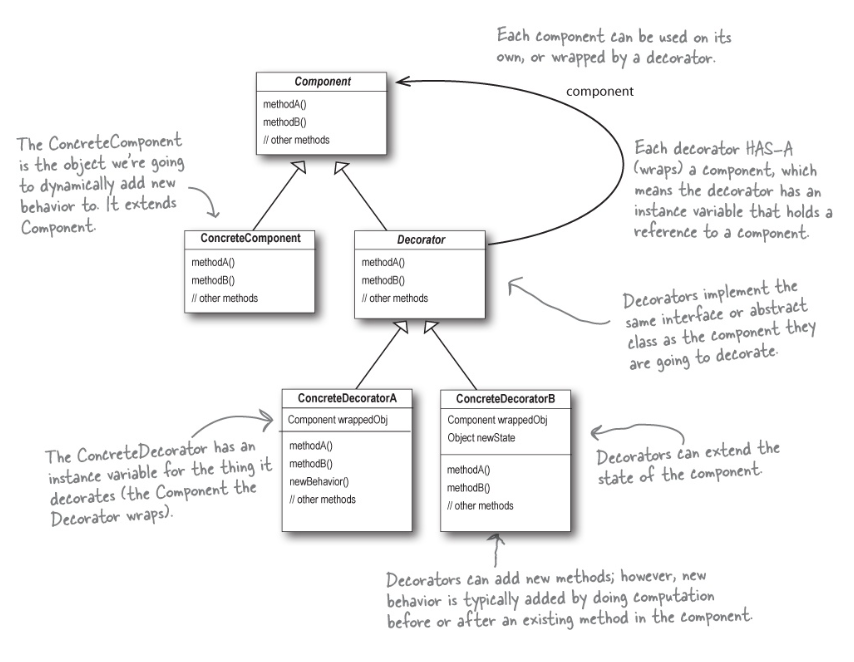 Each component can be used on its
own, or wrapped by a decorator.
Component
methodA()
methodB()
// other methods
component
The ConcreteComponent
is the object we're going
to dynamically add new
behavior to. It extends
Component.
Each decorator HAS-A
(wraps) a component, which
means the decorator has an
instance variable that holds a
reference to a component.
ConcreteComponent
methodA()
methodB()
// other methods
Decorator
methodA()
methodB()
// other methods
Decorators implement the
same interface or abstract
class as the component they
are going to decorate.
ConcreteDecoratorA
Component wrappedObj
methodA()
methodB()
newBehavior()
// other methods
ConcreteDecoratorB
Component wrappedObj
Object newState
methodA()
methodB()
// other methods
The ConcreteDecorator has an
instance variable for the thing it
decorates (the Component the
Decorator wraps).
Decorators can extend the
state of the component.
Decorators can add new methods; however, new
behavior is typically added by doing computation
before or after an existing method in the component.